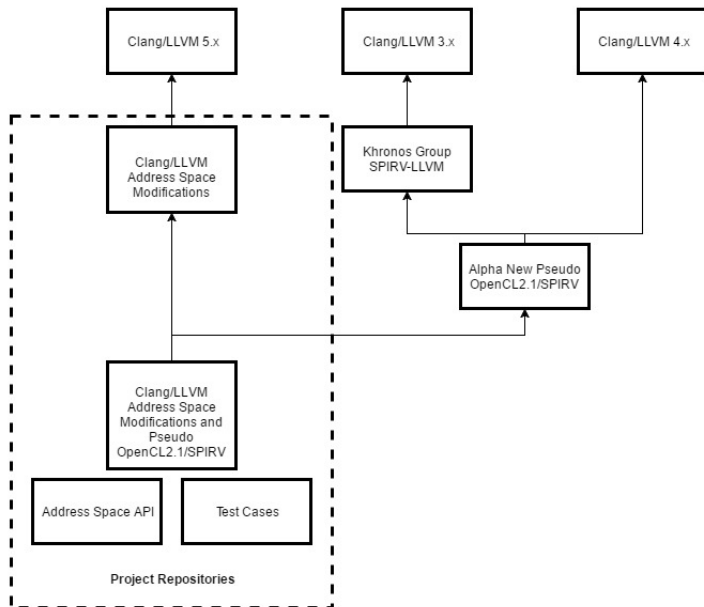 Clang/LLVM 5.x
Clang/LLVM 3.x
Clang/LLVM 4.x
Clang/LLVM
Address Space
Modifications
Khronos Group
SPIRV-LLVM
Alpha New Pseudo
OpenCL2.1/SPIRV
Clang/LLVM
Address Space
Modifications and
Pseudo
OpenCL2.1/SPIRV
Address Space API
Test Cases
Project Repositories